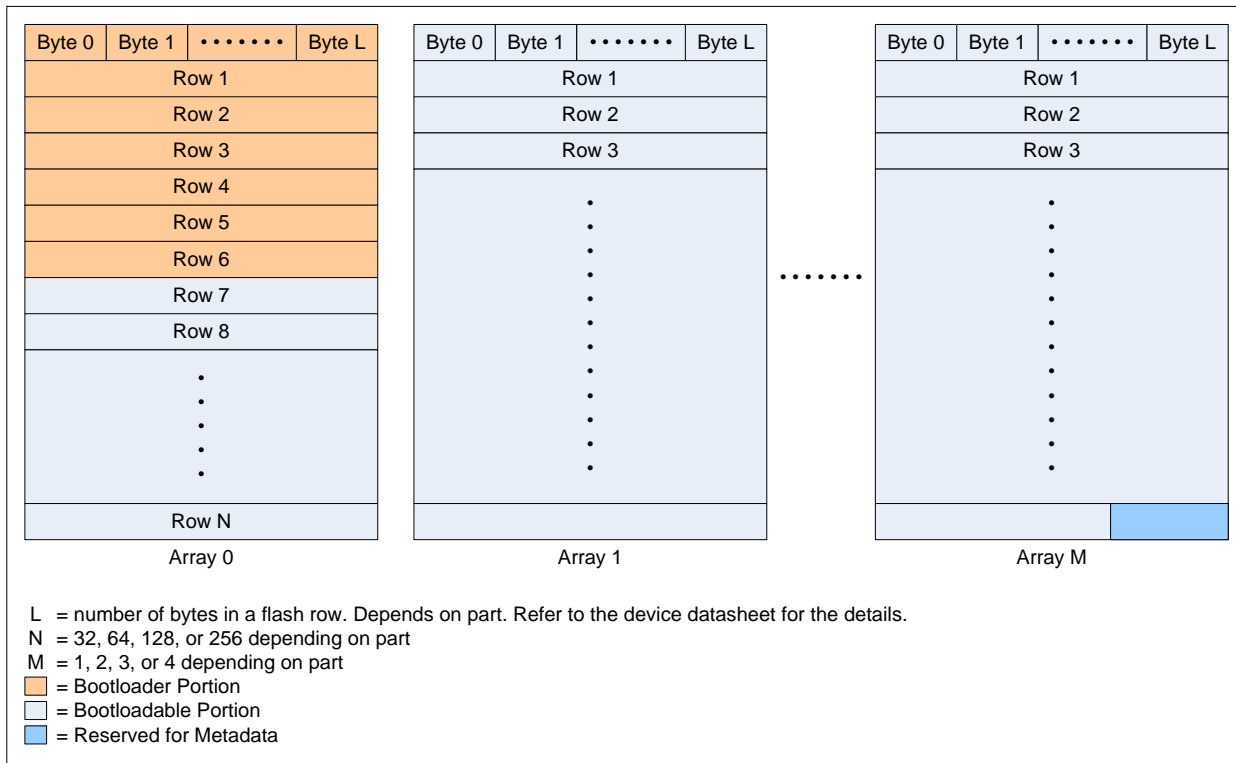 Byte 0 Byte 1 ······· Byte L
Row 1
Row 2
Row 3
Row 4
Row 5
Row 6
Row 7
Row 8
Row N
Array 0
Byte 0 Byte 1 ······· Byte L
Row 1
Row 2
Row 3
Array 1
·······
Byte 0 Byte 1 ······· Byte L
Row 1
Row 2
Row 3
Array M
L = number of bytes in a flash row. Depends on part. Refer to the device datasheet for the details.
N = 32, 64, 128, or 256 depending on part
M = 1, 2, 3, or 4 depending on part
= Bootloader Portion
= Bootloadable Portion
= Reserved for Metadata